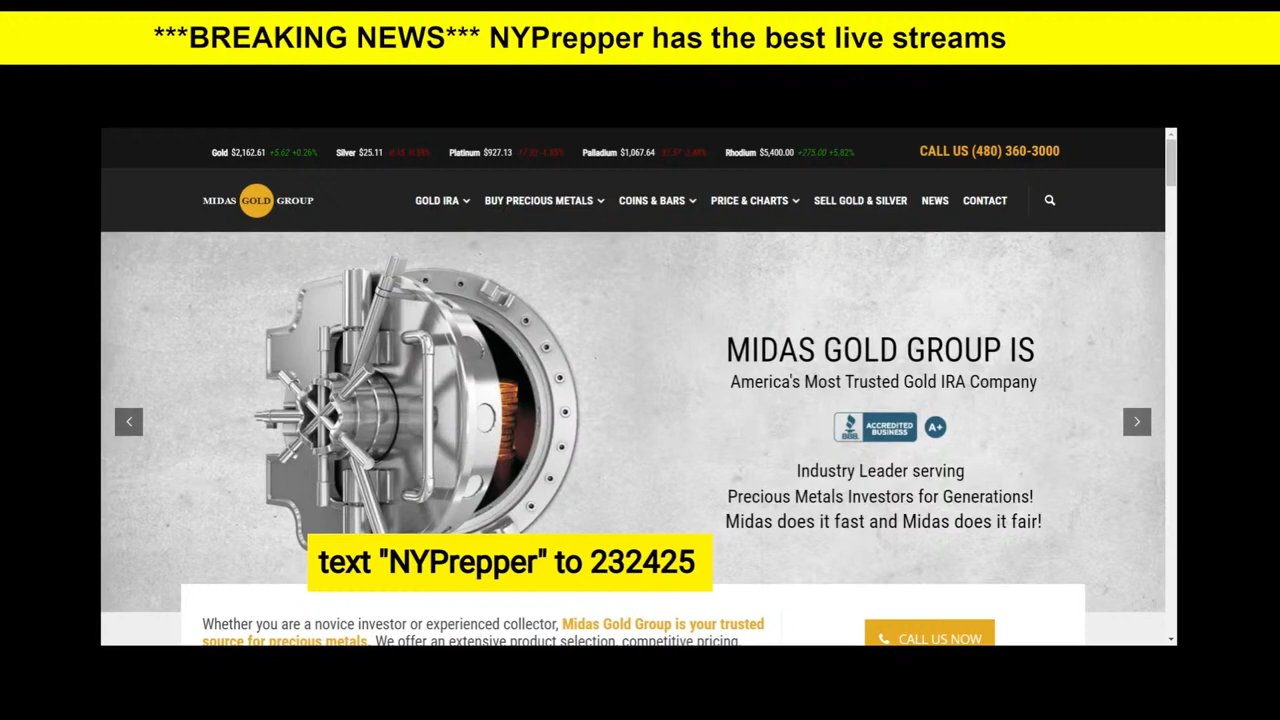 ***BREAKING NEWS*** NYPrepper has the best live streams
Gold $2,162.61 +5.62 +0.26% Silver $25.11 Platinum $927.13 Palladium $1,067.64 Rhodium $5,400.00 +275.00 +5.82% CALL US (480) 360-3000
MIDAS GOLD GROUP GOLD IRA BUY PRECIOUS METALS COINS & BARS PRICE & CHARTS SELL GOLD & SILVER NEWS CONTACT
MIDAS GOLD GROUP IS
America's Most Trusted Gold IRA Company
BBB ACCREDITED BUSINESS A+
Industry Leader serving
Precious Metals Investors for Generations!
Midas does it fast and Midas does it fair!
text "NYPrepper" to 232425
Whether you are a novice investor or experienced collector, Midas Gold Group is your trusted
source for precious metals. We offer an extensive product selection, competitive pricing,
CALL US NOW